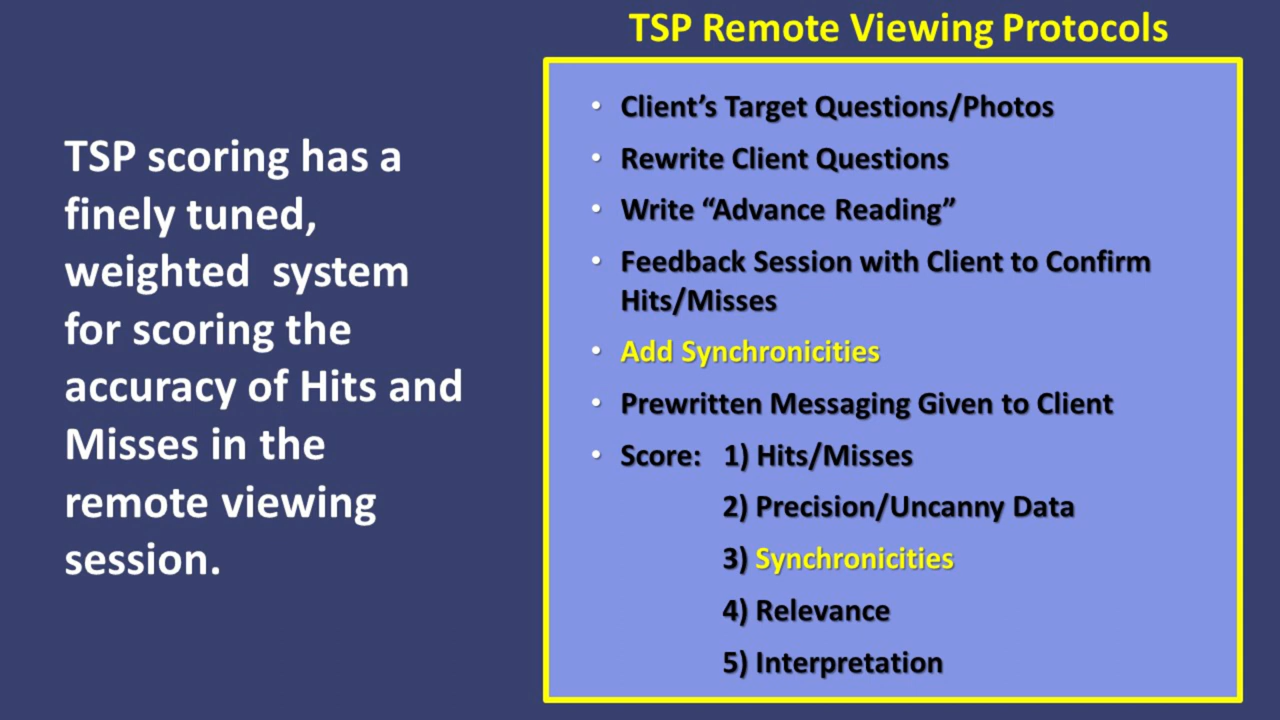 TSP Remote Viewing Protocols
TSP scoring has a
finely tuned,
weighted  system
for scoring the
accuracy of Hits and
Misses in the
remote viewing
session.
• Client’s Target Questions/Photos
• Rewrite Client Questions
• Write “Advance Reading”
• Feedback Session with Client to Confirm
Hits/Misses
• Add Synchronicities
• Prewritten Messaging Given to Client
• Score:   1) Hits/Misses
2) Precision/Uncanny Data
3) Synchronicities
4) Relevance
5) Interpretation